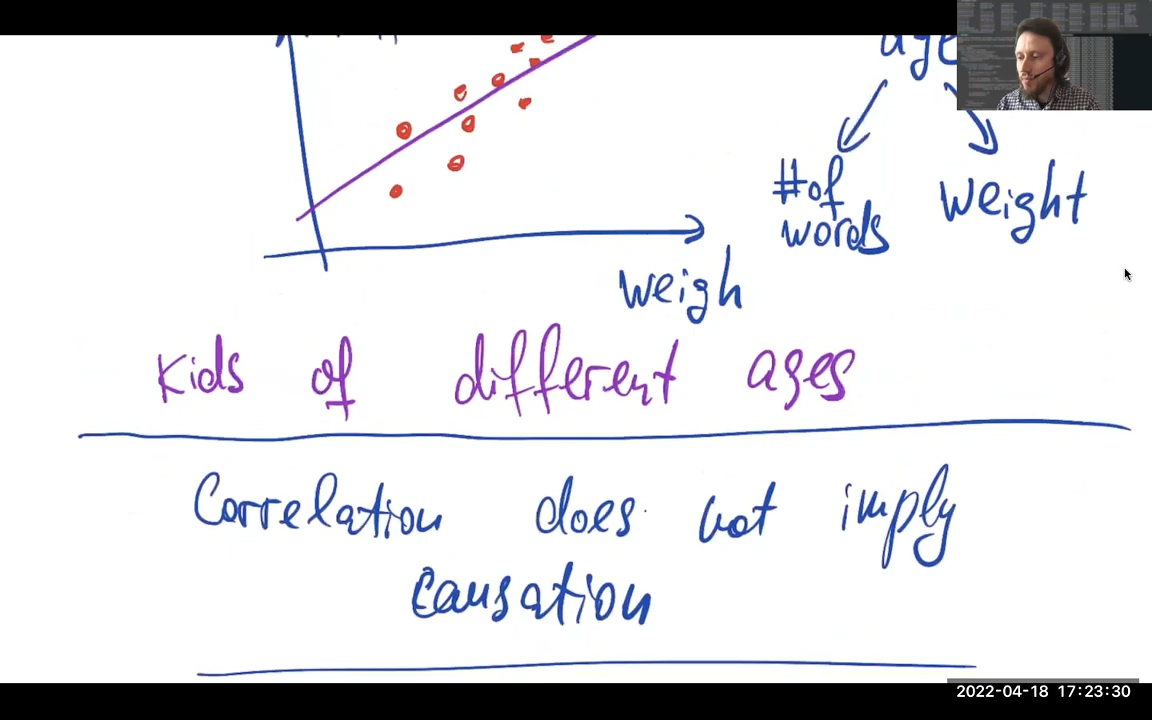 age
#of
words
weight
weigh
kids of different ages
Correlation does not imply
causation
2022-04-18 17:23:30